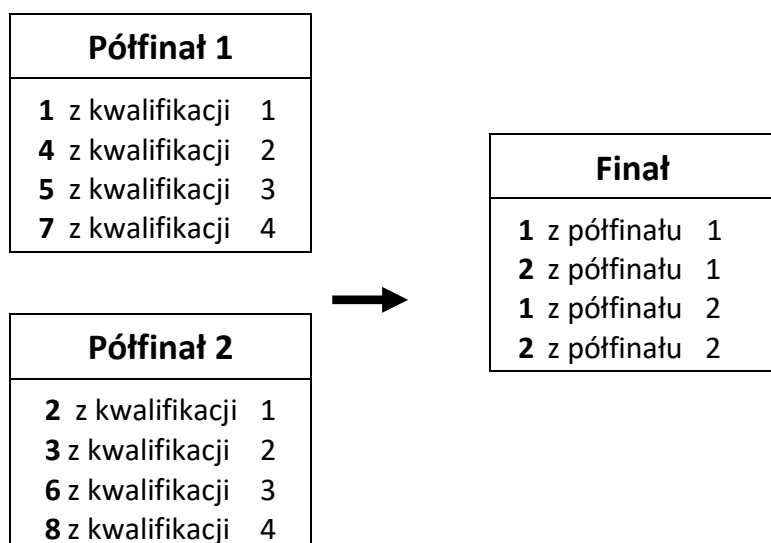 Półfinał 1
1 z kwalifikacji 1
4 z kwalifikacji 2
5 z kwalifikacji 3
7 z kwalifikacji 4
Półfinał 2
2 z kwalifikacji 1
3 z kwalifikacji 2
6 z kwalifikacji 3
8 z kwalifikacji 4
Finał
1 z półfinału 1
2 z półfinału 1
1 z półfinału 2
2 z półfinału 2